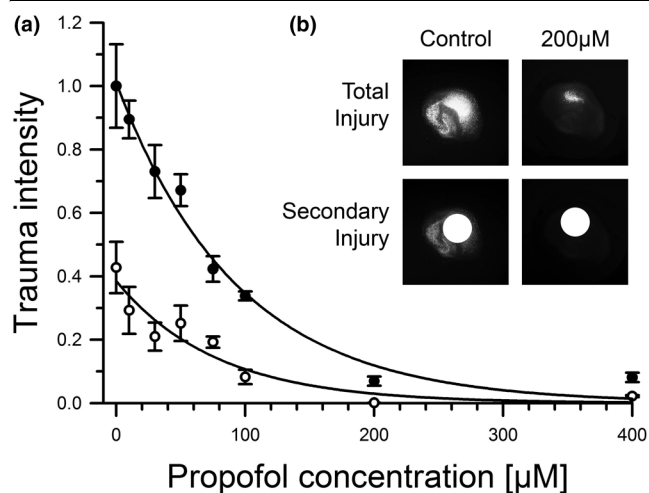 (a)
1.2
1.0
0.8
0.6
0.4
0.2
0.0
Trauma intensity
0
100
200
300
400
Propofol concentration [µM]
(b)
Control
200µM
Total
Injury
Secondary
Injury